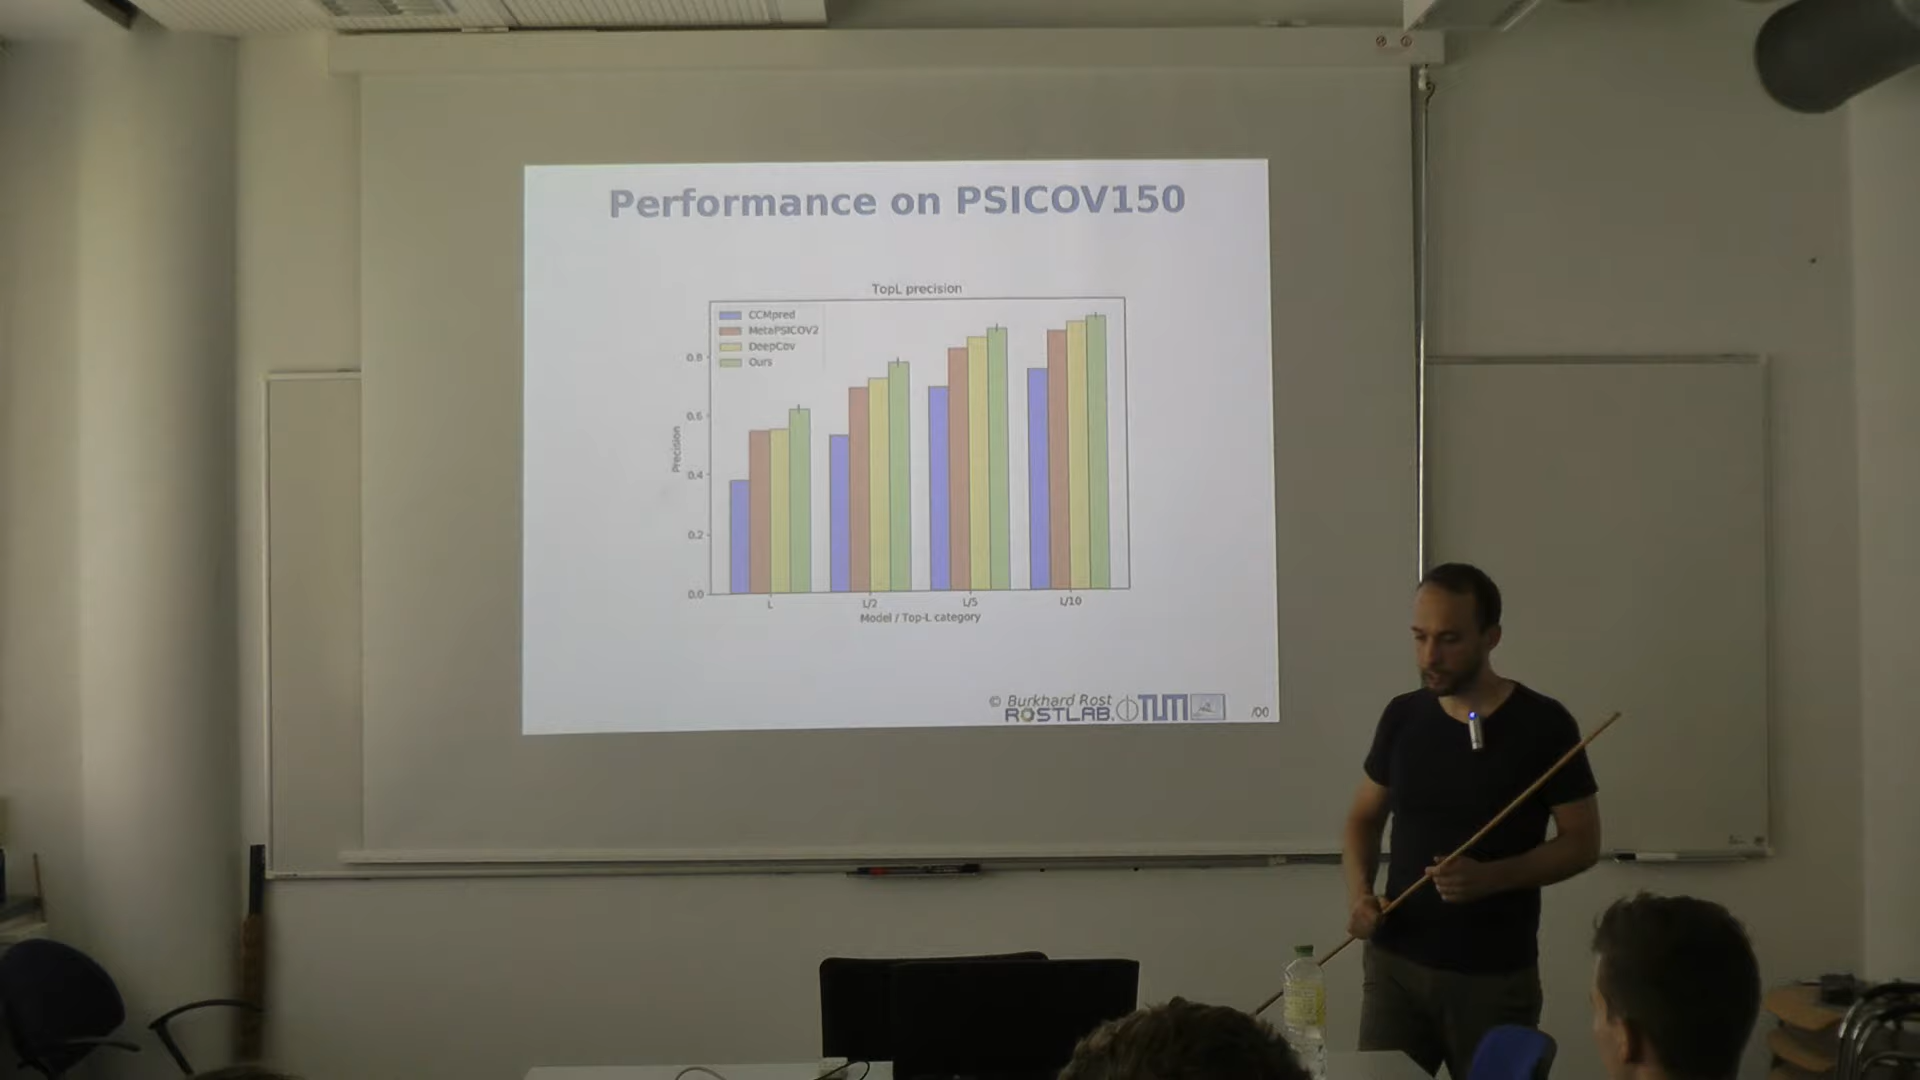 Performance on PSICOV150
TopL precision
CCMpred
MetaPSICOV2
DeepCov
Ours
0.8
0.6
0.4
0.2
0.0
Precision
L
L/2
L/5
L/10
Model / Top-L category
© Burkhard Rost
ROSTLAB.
TUM
/00